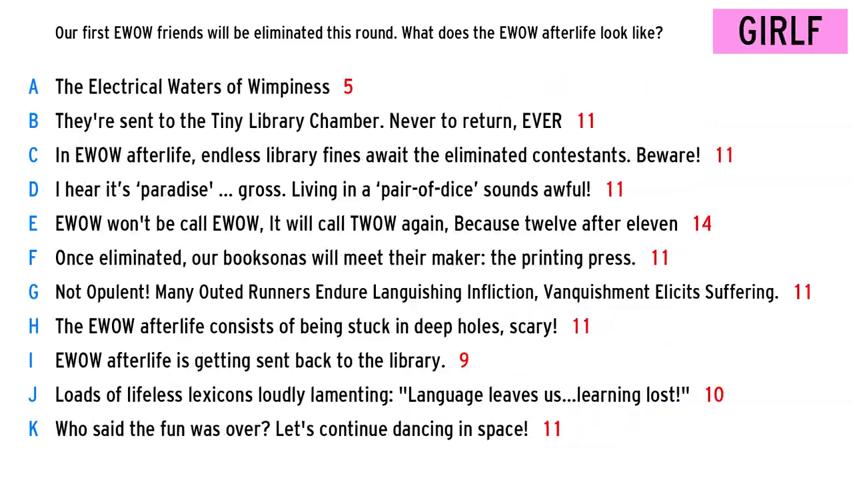 Our first EWOW friends will be eliminated this round. What does the EWOW afterlife look like?
GIRLF
A The Electrical Waters of Wimpiness 5
B They're sent to the Tiny Library Chamber. Never to return, EVER 11
C In EWOW afterlife, endless library fines await the eliminated contestants. Beware! 11
D I hear it’s ‘paradise' ... gross. Living in a ‘pair-of-dice’ sounds awful! 11
E EWOW won't be call EWOW, It will call TWOW again, Because twelve after eleven 14
F Once eliminated, our booksonas will meet their maker: the printing press. 11
G Not Opulent! Many Outed Runners Endure Languishing Infliction, Vanquishment Elicits Suffering. 11
H The EWOW afterlife consists of being stuck in deep holes, scary! 11
I EWOW afterlife is getting sent back to the library. 9
J Loads of lifeless lexicons loudly lamenting: "Language leaves us...learning lost!" 10
K Who said the fun was over? Let's continue dancing in space! 11